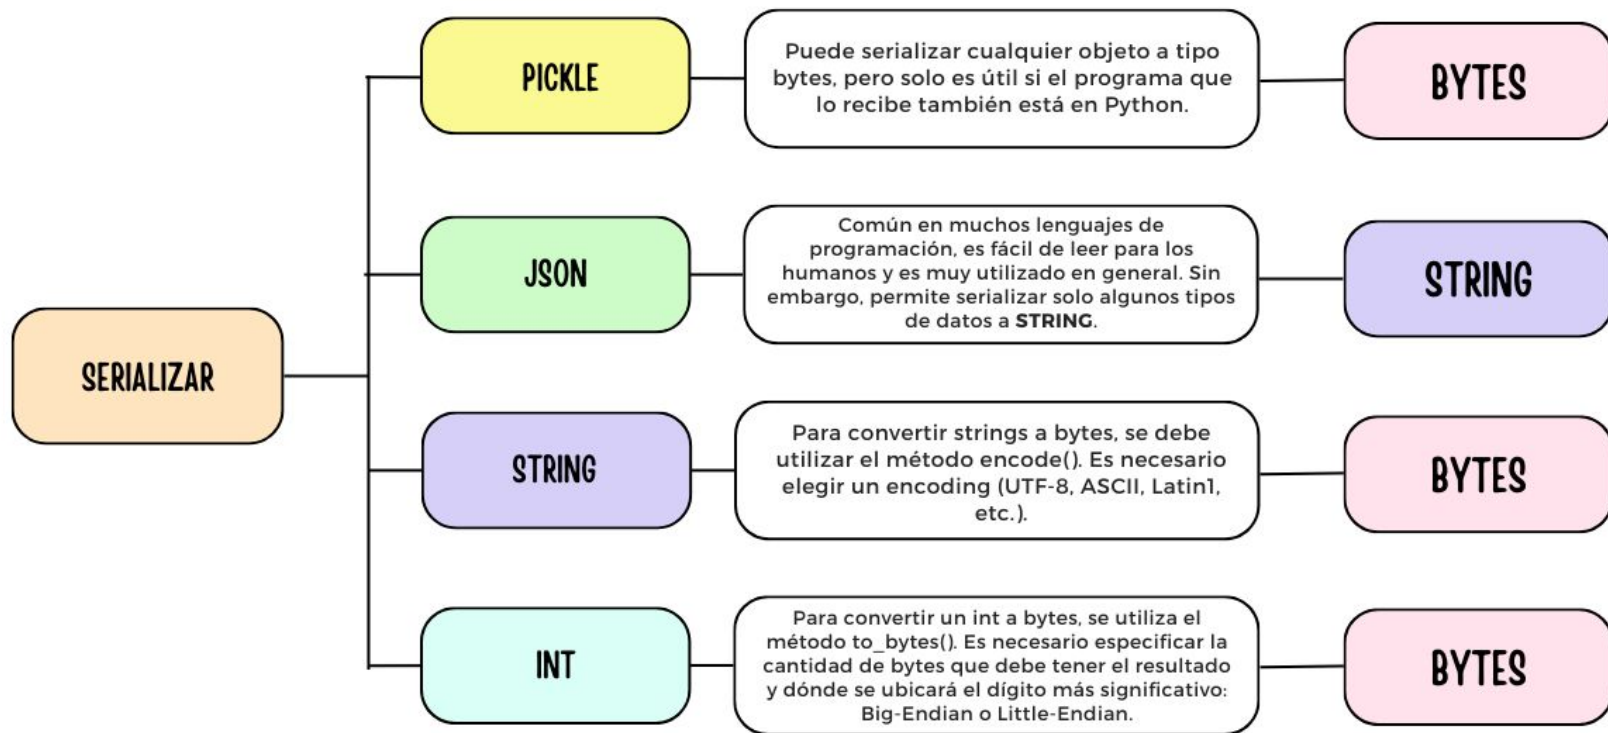 PICKLE
Puede serializar cualquier objeto a tipo
bytes, pero solo es útil si el programa que
lo recibe también está en Python.
BYTES
JSON
Común en muchos lenguajes de
programación, es fácil de leer para los
humanos y es muy utilizado en general. Sin
embargo, permite serializar solo algunos tipos
de datos a STRING.
STRING
SERIALIZAR
STRING
Para convertir strings a bytes, se debe
utilizar el método encode(). Es necesario
elegir un encoding (UTF-8, ASCII, Latin1,
etc.).
BYTES
INT
Para convertir un int a bytes, se utiliza el
método to_bytes(). Es necesario especificar la
cantidad de bytes que debe tener el resultado
y dónde se ubicará el dígito más significativo:
Big-Endian o Little-Endian.
BYTES